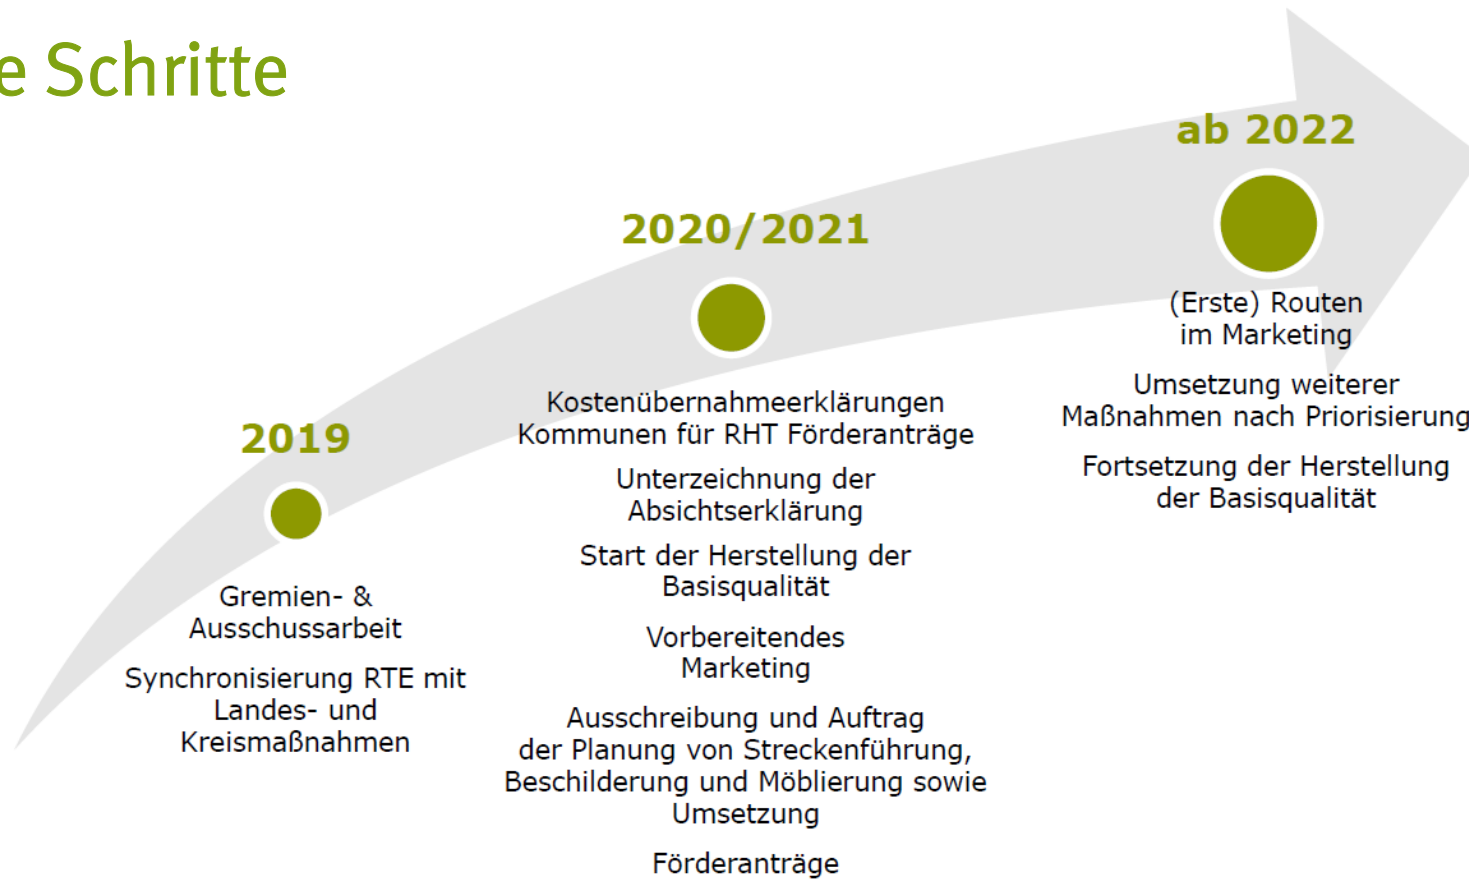 e Schritte
2019
Gremien- &
Ausschussarbeit
Synchronisierung RTE mit
Landes- und
Kreismaßnahmen
2020/2021
Kostenübernahmeerklärungen
Kommunen für RHT Förderanträge
Unterzeichnung der
Absichtserklärung
Start der Herstellung der
Basisqualität
Vorbereitendes
Marketing
Ausschreibung und Auftrag
der Planung von Streckenführung,
Beschilderung und Möblierung sowie
Umsetzung
Förderanträge
ab 2022
(Erste) Routen
im Marketing
Umsetzung weiterer
Maßnahmen nach Priorisierung
Fortsetzung der Herstellung
der Basisqualität